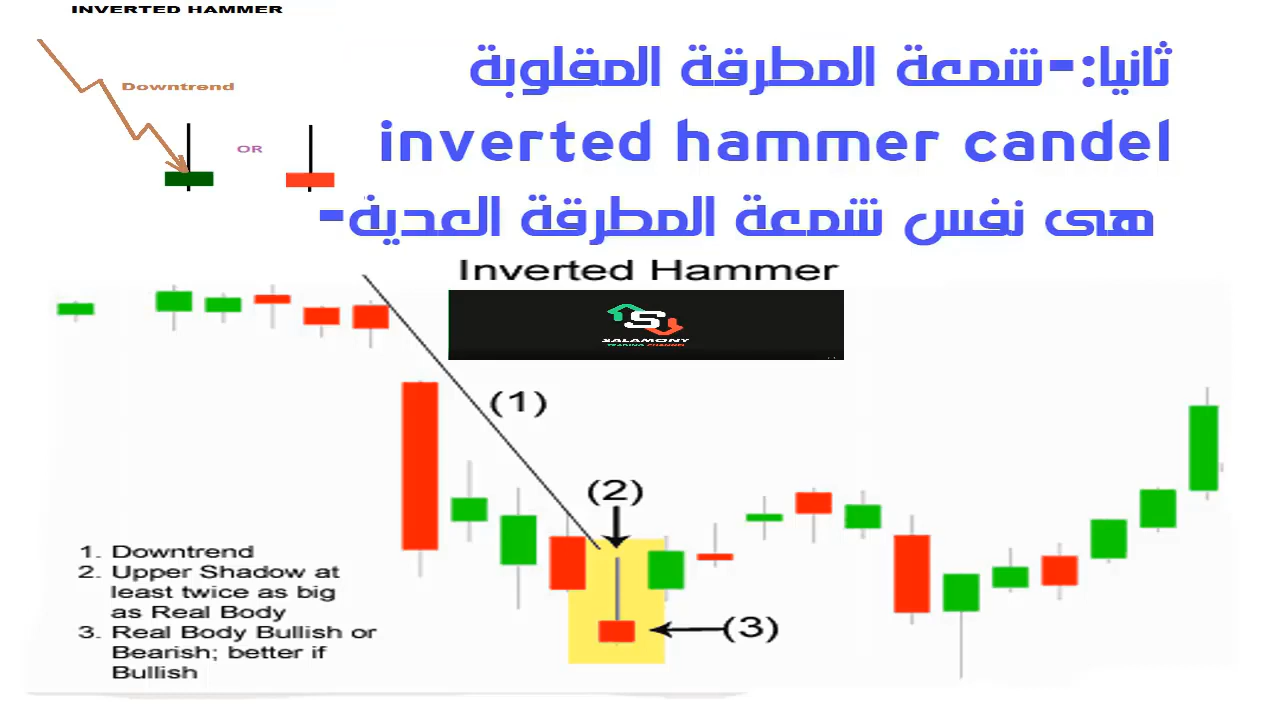 INVERTED HAMMER
Downtrend
OR
ثانيا:-شمعة المطرقة المقلوبة
inverted hammer candel
هى نفس شمعة المطرقة العدية-
Inverted Hammer
SALAMONY
TRADING CHANNEL
(1)
(2)
(3)
1. Downtrend
2. Upper Shadow at
least twice as big
as Real Body
3. Real Body Bullish or
Bearish; better if
Bullish